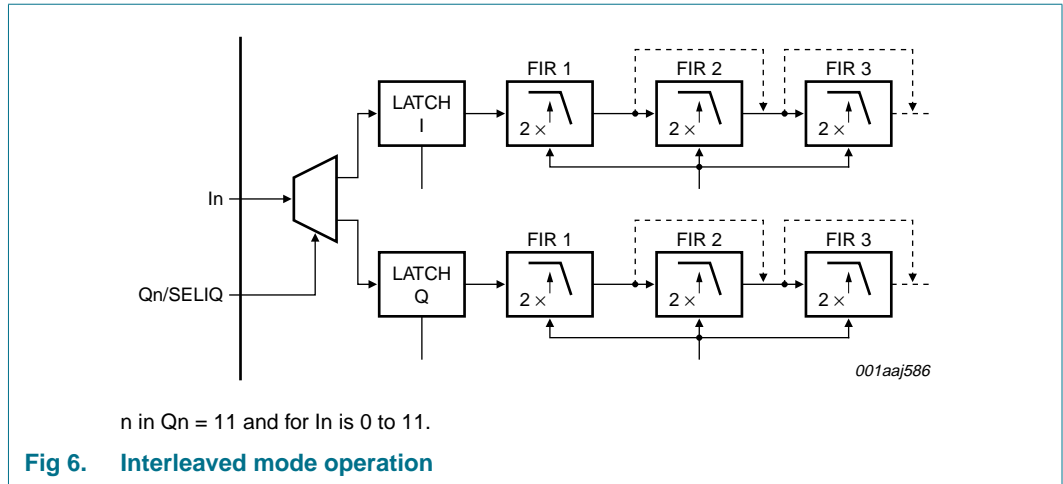 FIR 1 FIR 2 FIR 3
LATCH
I
2 × 2 × 2 ×
In
FIR 1 FIR 2 FIR 3
LATCH
Q
Qn/SELIQ
2 × 2 × 2 ×
001aaj586
n in Qn = 11 and for In is 0 to 11.
Fig 6. Interleaved mode operation